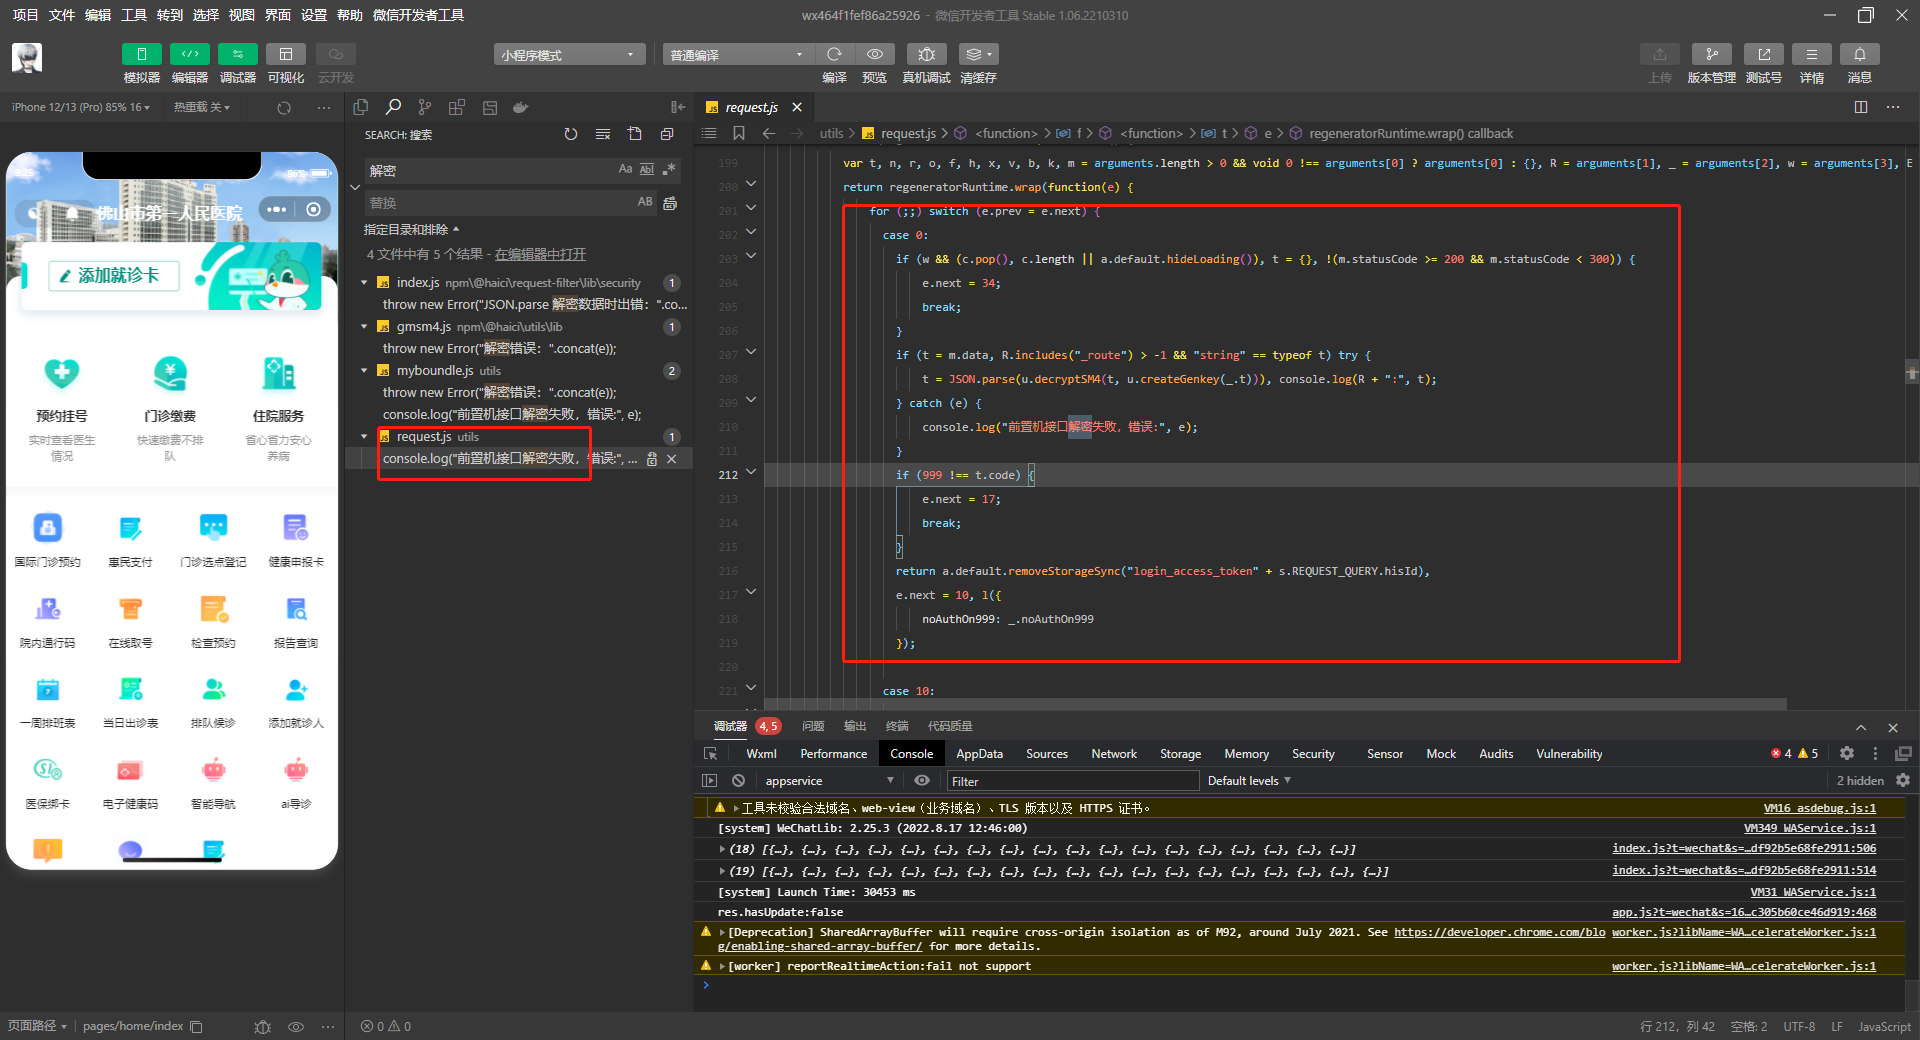 项目 文件 编辑 工具 转到 选择 视图 界面 设置 帮助 微信开发者工具
wx464f1fef86a25926 - 微信开发者工具 Stable 1.06.2210310
小程序模式
普通编译
模拟器 编辑器 调试器 可视化 云开发
编译 预览 真机调试 清缓存
上传 版本管理 测试号 详情 消息
iPhone 12/13 (Pro) 85% 16
热重载 关
佛山市第一人民医院
添加就诊卡
预约挂号 门诊缴费 住院服务
实时查看医生情况
快速缴费不排队
省心省力安心养病
国际门诊预约 惠民支付 门诊选点登记 健康申报卡
院内通行码 在线取号 检查预约 报告查询
一周排班表 当日出诊表 排队候诊 添加就诊人
医保绑卡 电子健康码 智能导航 ai导诊
页面路径 pages/home/index
SEARCH: 搜索
解密
Aa Abl .*
替换
AB
指定目录和排除
4 文件中有 5 个结果 - 在编辑器中打开
index.js npm\@haici\request-filter\lib\security 1
throw new Error("JSON.parse 解密数据时出错："​.co...
gmsm4.js npm\@haici\utils\lib 1
throw new Error("解密错误："​.concat(e));
myboundle.js utils 2
throw new Error("解密错误："​.concat(e));
console.log("前置机接口解密失败，错误:", e);
request.js utils 1
console.log("前置机接口解密失败，错误:", ...
0 0
request.js
utils > request.js > <function> > f > <function> > t > e > regeneratorRuntime.wrap() callback
199 var t, n, r, o, f, h, x, v, b, k, m = arguments.length > 0 && void 0 !== arguments[0] ? arguments[0] : {}, R = arguments[1], _ = arguments[2], w = arguments[3], E
200 return regeneratorRuntime.wrap(function(e) {
201 for (;;) switch (e.prev = e.next) {
202 case 0:
203 if (w && (c.pop(), c.length || a.default.hideLoading()), t = {}, !(m.statusCode >= 200 && m.statusCode < 300)) {
204 e.next = 34;
205 break;
206 }
207 if (t = m.data, R.includes("_route") > -1 && "string" == typeof t) try {
208 t = JSON.parse(u.decryptSM4(t, u.createGenkey(_.t))), console.log(R + ":", t);
209 } catch (e) {
210 console.log("前置机接口解密失败，错误:", e);
211 }
212 if (999 !== t.code) {
213 e.next = 17;
214 break;
215 }
216 return a.default.removeStorageSync("login_access_token" + s.REQUEST_QUERY.hisId),
217 e.next = 10, l({
218 noAuthOn999: _.noAuthOn999
219 });
220
221 case 10:
调试器 4, 5 问题 输出 终端 代码质量
Wxml Performance Console AppData Sources Network Storage Memory Security Sensor Mock Audits Vulnerability 4 5
appservice Filter Default levels 2 hidden
工具未校验合法域名、web-view（业务域名）、TLS 版本以及 HTTPS 证书。 VM16 asdebug.js:1
[system] WeChatLib: 2.25.3 (2022.8.17 12:46:00) VM349 WAService.js:1
(18) [{…}, {…}, {…}, {…}, {…}, {…}, {…}, {…}, {…}, {…}, {…}, {…}, {…}, {…}, {…}, {…}, {…}, {…}] index.js?t=wechat&s=…df92b5e68fe2911:506
(19) [{…}, {…}, {…}, {…}, {…}, {…}, {…}, {…}, {…}, {…}, {…}, {…}, {…}, {…}, {…}, {…}, {…}, {…}, {…}] index.js?t=wechat&s=…df92b5e68fe2911:514
[system] Launch Time: 30453 ms VM31 WAService.js:1
res.hasUpdate:false app.js?t=wechat&s=16…c305b60ce46d919:468
[Deprecation] SharedArrayBuffer will require cross-origin isolation as of M92, around July 2021. See https://developer.chrome.com/blo worker.js?libName=WA…celerateWorker.js:1
g/enabling-shared-array-buffer/ for more details.
[worker] reportRealtimeAction:fail not support worker.js?libName=WA…celerateWorker.js:1
行 212，列 42 空格: 2 UTF-8 LF JavaScript